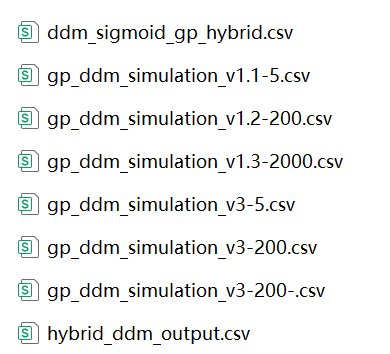 ddm_sigmoid_gp_hybrid.csv
gp_ddm_simulation_v1.1-5.csv
gp_ddm_simulation_v1.2-200.csv
gp_ddm_simulation_v1.3-2000.csv
gp_ddm_simulation_v3-5.csv
gp_ddm_simulation_v3-200.csv
gp_ddm_simulation_v3-200-.csv
hybrid_ddm_output.csv